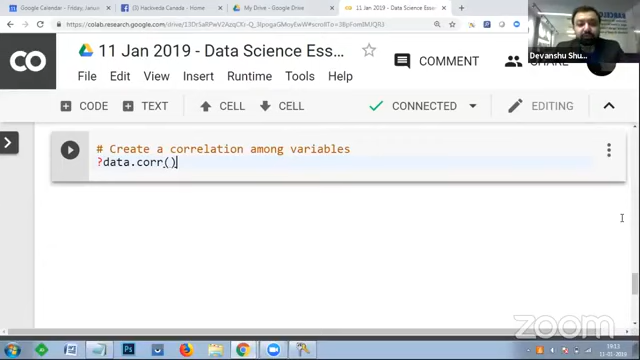 Google Calendar - Friday, Januar
Hackveda Canada - Home
My Drive - Google Drive
11 Jan 2019 - Data Science Esse
CO
11 Jan 2019 - Data Science Ess...
COMMENT
Devanshu Shu...
File Edit View Insert Runtime Tools Help
CODE TEXT CELL CELL CONNECTED EDITING
# Create a correlation among variables
?data.corr()
zoom
19:13
11-01-2016